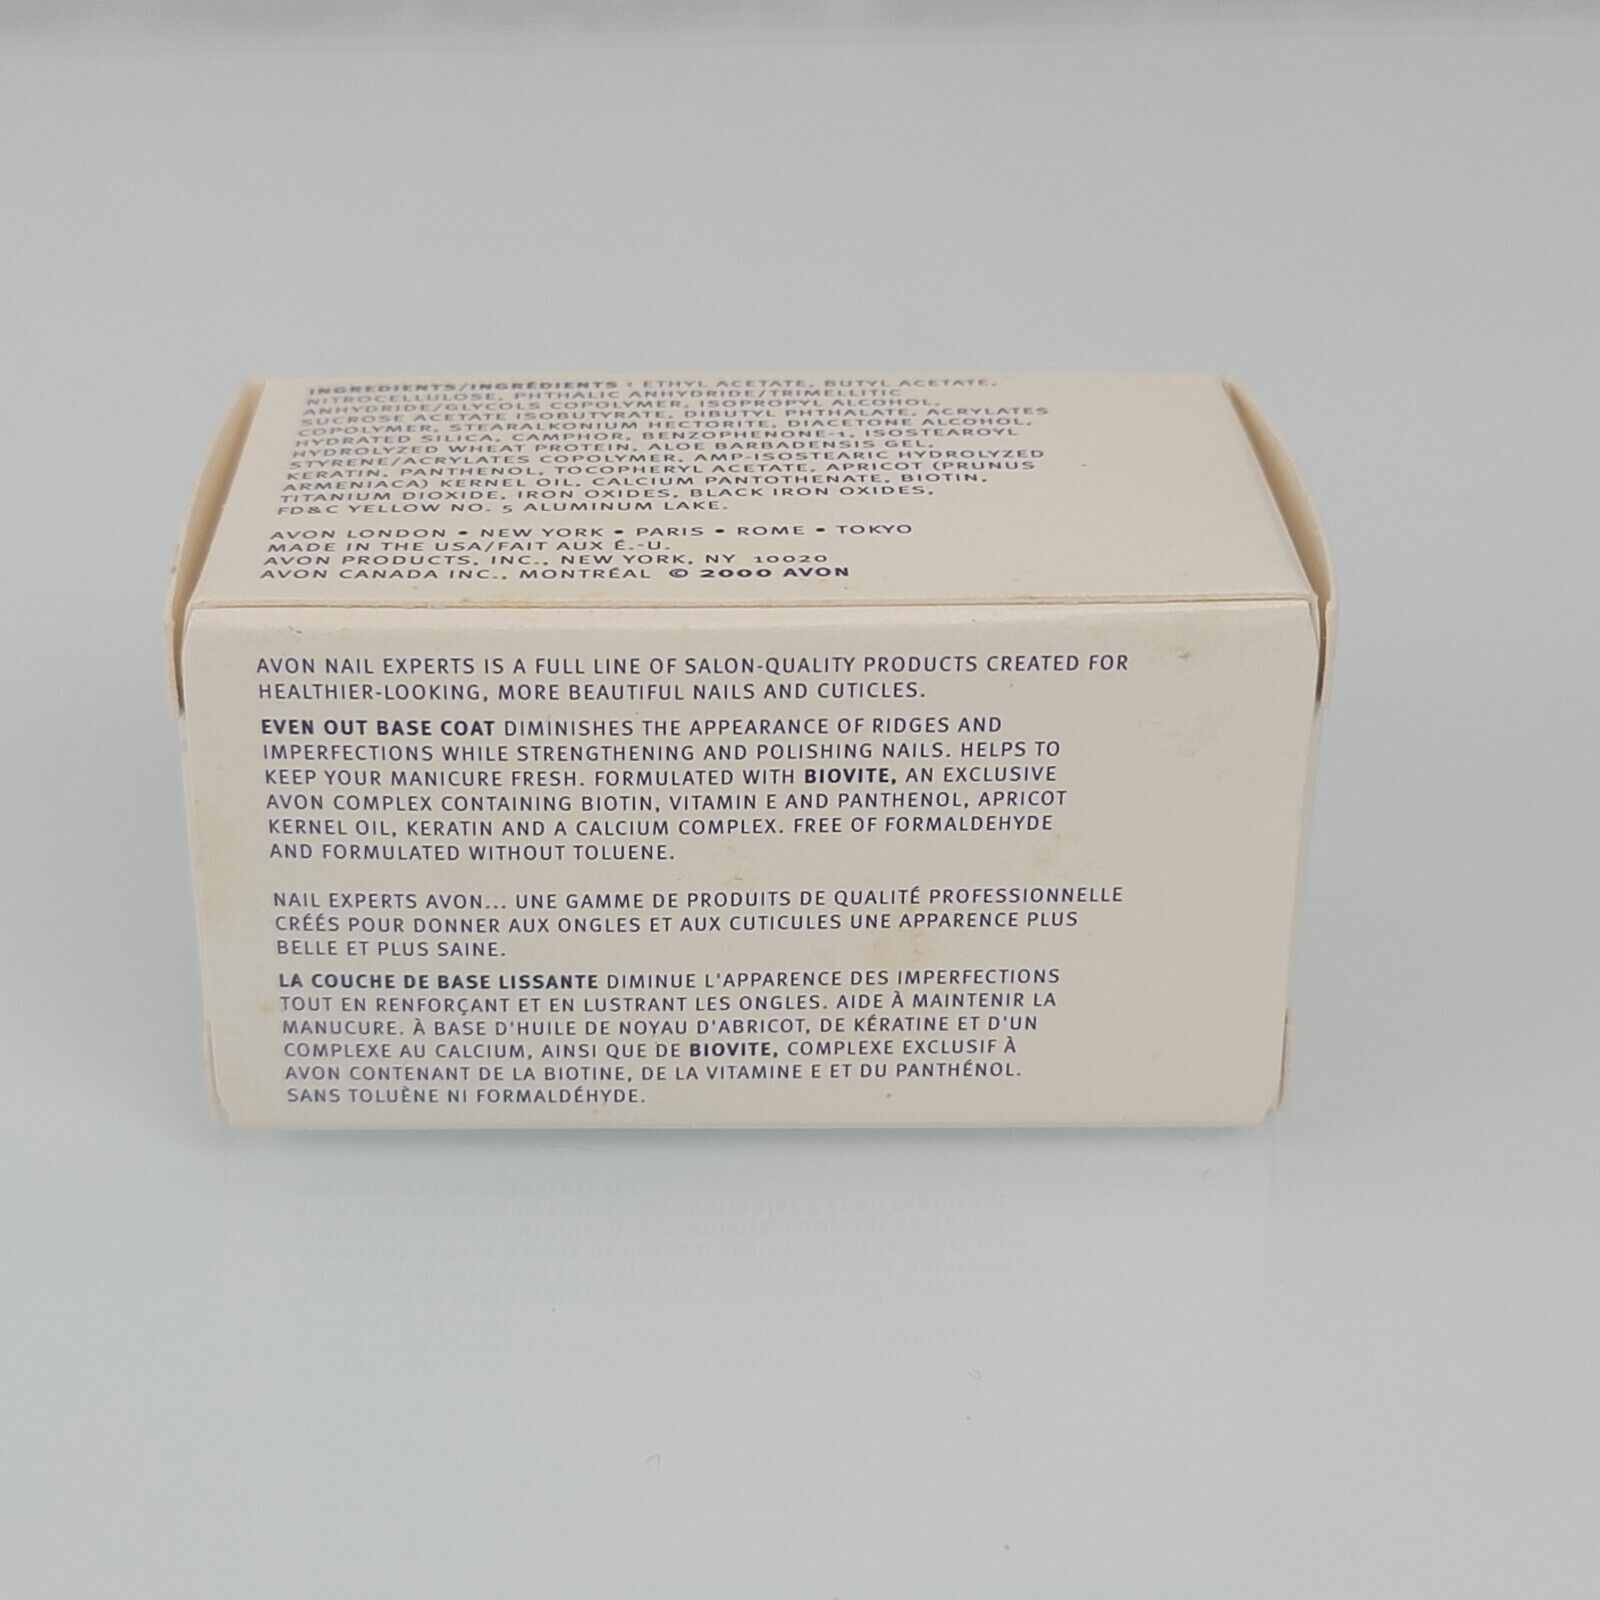 INGREDIENTS/INGRÉDIENTS : ETHYL ACETATE, BUTYL ACETATE,
NITROCELLULOSE, PHTHALIC ANHYDRIDE/TRIMELLITIC
ANHYDRIDE/GLYCOLS COPOLYMER, ISOPROPYL ALCOHOL,
SUCROSE ACETATE ISOBUTYRATE, DIBUTYL PHTHALATE, ACRYLATES
COPOLYMER, STEARALKONIUM HECTORITE, DIACETONE ALCOHOL,
HYDRATED SILICA, CAMPHOR, BENZOPHENONE-1, ISOSTEAROYL
HYDROLYZED WHEAT PROTEIN, ALOE BARBADENSIS GEL,
STYRENE/ACRYLATES COPOLYMER, AMP-ISOSTEARIC HYDROLYZED
KERATIN, PANTHENOL, TOCOPHERYL ACETATE, APRICOT (PRUNUS
ARMENIACA) KERNEL OIL, CALCIUM PANTOTHENATE, BIOTIN,
TITANIUM DIOXIDE, IRON OXIDES, BLACK IRON OXIDES,
FD&C YELLOW NO. 5 ALUMINUM LAKE.
AVON LONDON • NEW YORK • PARIS • ROME • TOKYO
MADE IN THE USA/FAIT AUX É.-U.
AVON PRODUCTS, INC., NEW YORK, NY 10020
AVON CANADA INC., MONTRÉAL © 2000 AVON
AVON NAIL EXPERTS IS A FULL LINE OF SALON-QUALITY PRODUCTS CREATED FOR
HEALTHIER-LOOKING, MORE BEAUTIFUL NAILS AND CUTICLES.
EVEN OUT BASE COAT DIMINISHES THE APPEARANCE OF RIDGES AND
IMPERFECTIONS WHILE STRENGTHENING AND POLISHING NAILS. HELPS TO
KEEP YOUR MANICURE FRESH. FORMULATED WITH BIOVITE, AN EXCLUSIVE
AVON COMPLEX CONTAINING BIOTIN, VITAMIN E AND PANTHENOL, APRICOT
KERNEL OIL, KERATIN AND A CALCIUM COMPLEX. FREE OF FORMALDEHYDE
AND FORMULATED WITHOUT TOLUENE.
NAIL EXPERTS AVON... UNE GAMME DE PRODUITS DE QUALITÉ PROFESSIONNELLE
CRÉÉS POUR DONNER AUX ONGLES ET AUX CUTICULES UNE APPARENCE PLUS
BELLE ET PLUS SAINE.
LA COUCHE DE BASE LISSANTE DIMINUE L'APPARENCE DES IMPERFECTIONS
TOUT EN RENFORÇANT ET EN LUSTRANT LES ONGLES. AIDE À MAINTENIR LA
MANUCURE. À BASE D'HUILE DE NOYAU D'ABRICOT, DE KÉRATINE ET D'UN
COMPLEXE AU CALCIUM, AINSI QUE DE BIOVITE, COMPLEXE EXCLUSIF À
AVON CONTENANT DE LA BIOTINE, DE LA VITAMINE E ET DU PANTHÉNOL.
SANS TOLUÈNE NI FORMALDÉHYDE.